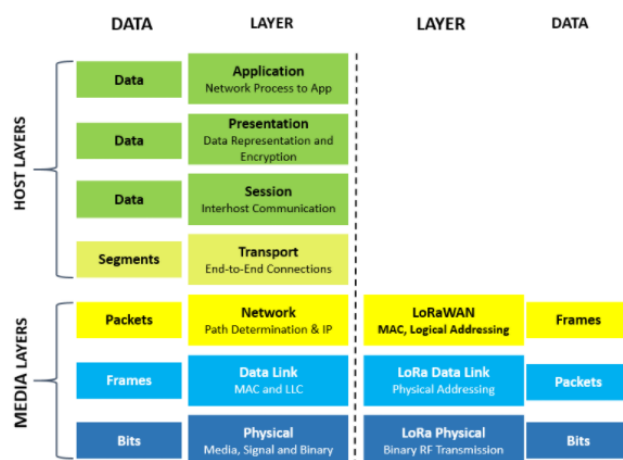 DATA LAYER LAYER DATA
HOST LAYERS
Data
Application
Network Process to App
Data
Presentation
Data Representation and
Encryption
Data
Session
Interhost Communication
Segments
Transport
End-to-End Connections
MEDIA LAYERS
Packets
Network
Path Determination & IP
LoRaWAN
MAC, Logical Addressing
Frames
Frames
Data Link
MAC and LLC
LoRa Data Link
Physical Addressing
Packets
Bits
Physical
Media, Signal and Binary
LoRa Physical
Binary RF Transmission
Bits